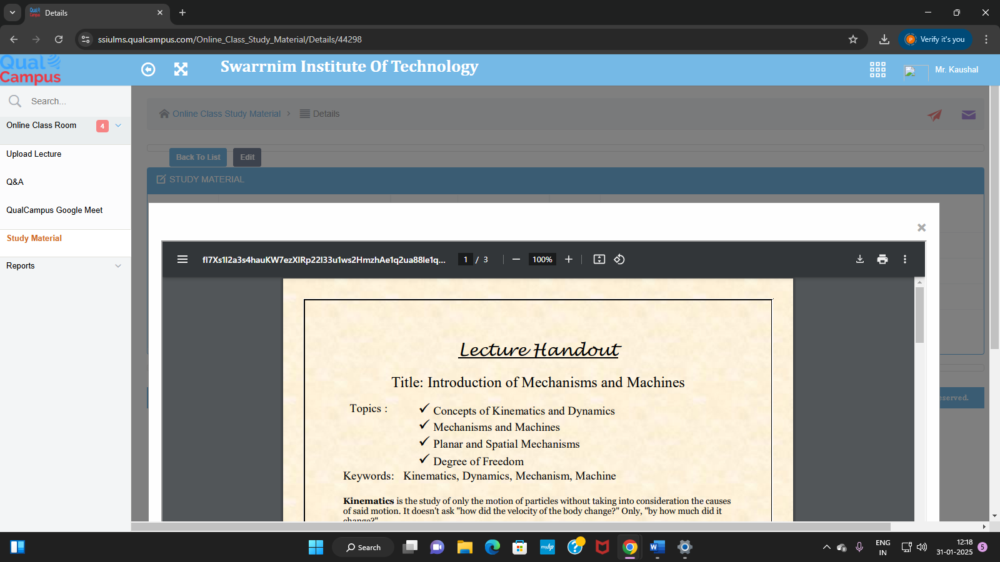 Qual Campus
Details
ssiulms.qualcampus.com/Online_Class_Study_Material/Details/44298
Verify it's you
Qual
Campus
Swarrnim Institute Of Technology
Mr. Kaushal
Search...
Online Class Room 4
Upload Lecture
Q&A
QualCampus Google Meet
Study Material
Reports
Online Class Study Material
Details
Back To List
Edit
STUDY MATERIAL
1 / 3
100%
Lecture Handout
Title: Introduction of Mechanisms and Machines
Topics : ✓ Concepts of Kinematics and Dynamics
✓ Mechanisms and Machines
✓ Planar and Spatial Mechanisms
✓ Degree of Freedom
Keywords: Kinematics, Dynamics, Mechanism, Machine
Kinematics is the study of only the motion of particles without taking into consideration the causes
of said motion. It doesn't ask "how did the velocity of the body change?" Only, "by how much did it
change?"
eserved.
Search
myhp
W
ENG
IN
12:18
31-01-2025
5